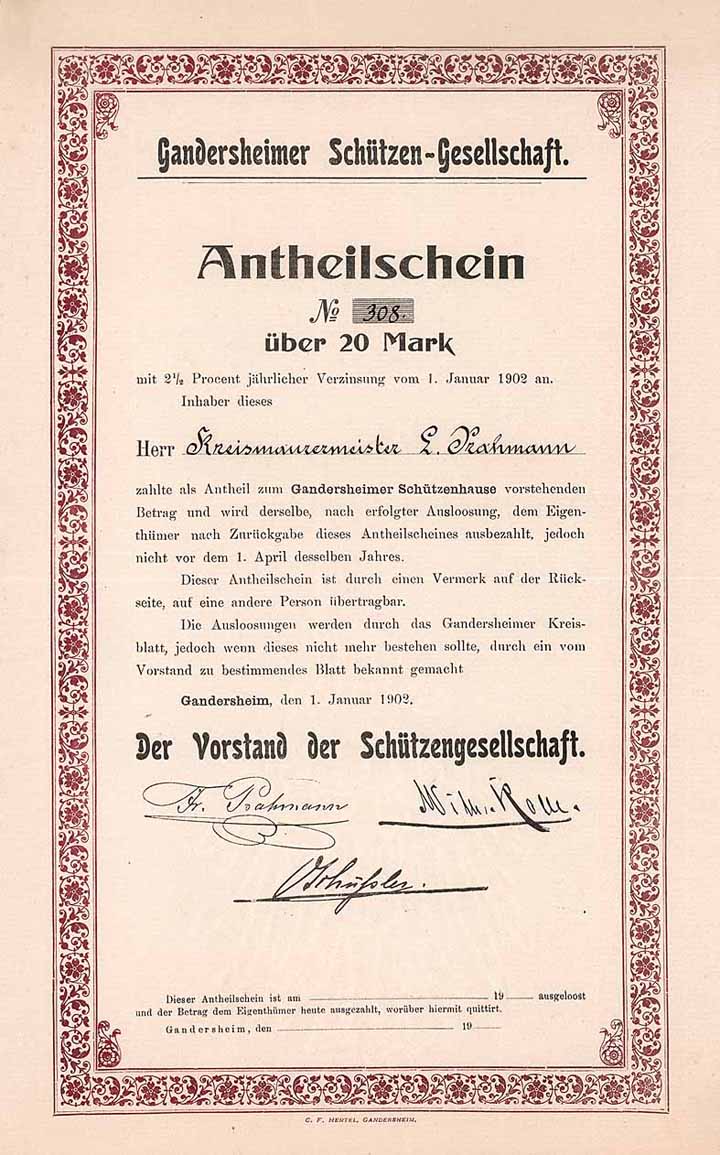 Gandersheimer Schützen-Gesellschaft.
Antheilschein
№ 308.
über 20 Mark
mit 2½ Procent jährlicher Verzinsung vom 1. Januar 1902 an.
Inhaber dieses
Herr Kreismaurermeister L. Prahmann
zahlte als Antheil zum Gandersheimer Schützenhause vorstehenden
Betrag und wird derselbe, nach erfolgter Ausloosung, dem Eigen-
thümer nach Zurückgabe dieses Antheilscheines ausbezahlt, jedoch
nicht vor dem 1. April desselben Jahres.
Dieser Antheilschein ist durch einen Vermerk auf der Rück-
seite, auf eine andere Person übertragbar.
Die Ausloosungen werden durch das Gandersheimer Kreis-
blatt, jedoch wenn dieses nicht mehr bestehen sollte, durch ein vom
Vorstand zu bestimmendes Blatt bekannt gemacht
Gandersheim, den 1. Januar 1902.
Der Vorstand der Schützengesellschaft.
Fr. Prahmann
Schüssler.
Dieser Antheilschein ist am 19 ausgeloost
und der Betrag dem Eigenthümer heute ausgezahlt, worüber hiermit quittirt.
Gandersheim, den 19
C. F. HERTEL, GANDERSHEIM.